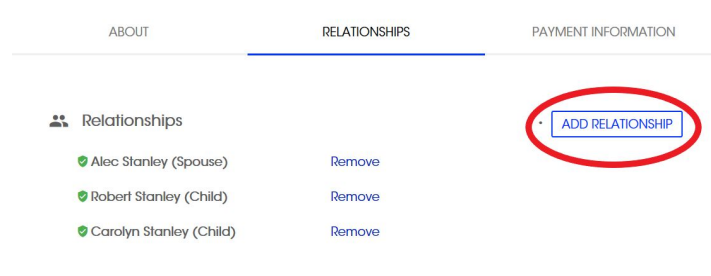 ABOUT RELATIONSHIPS PAYMENT INFORMATION
Relationships ADD RELATIONSHIP
Alec Stanley (Spouse) Remove
Robert Stanley (Child) Remove
Carolyn Stanley (Child) Remove